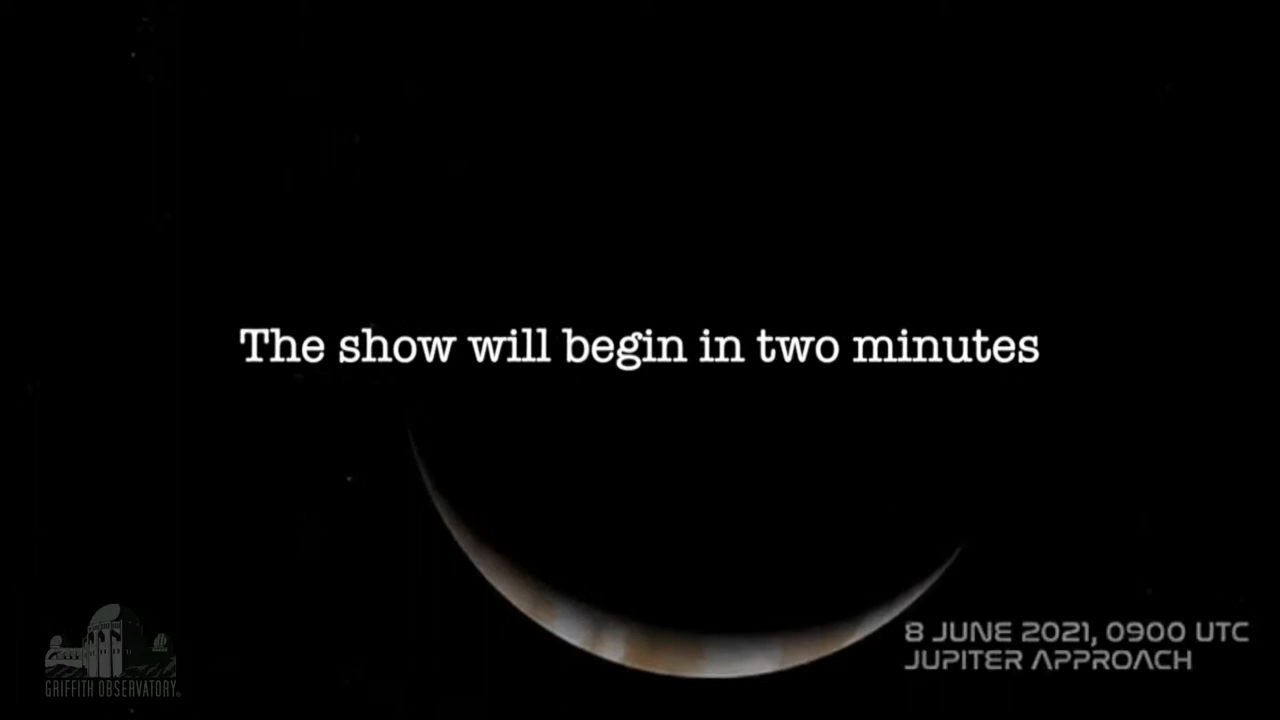 The show will begin in two minutes
8 JUNE 2021, 0900 UTC
JUPITER APPROACH
GRIFFITH OBSERVATORY®